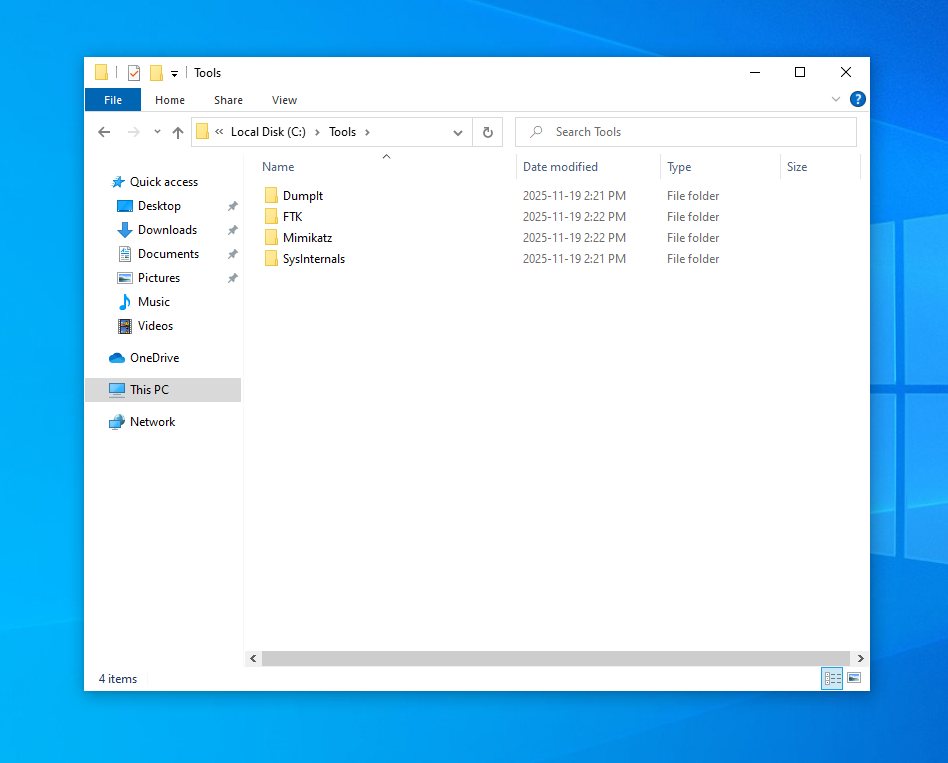 Tools
File Home Share View
« Local Disk (C:) › Tools ›
Search Tools
Name Date modified Type Size
Quick access
Desktop
Downloads
Documents
Pictures
Music
Videos
OneDrive
This PC
Network
DumpIt 2025-11-19 2:21 PM File folder
FTK 2025-11-19 2:22 PM File folder
Mimikatz 2025-11-19 2:22 PM File folder
SysInternals 2025-11-19 2:21 PM File folder
4 items